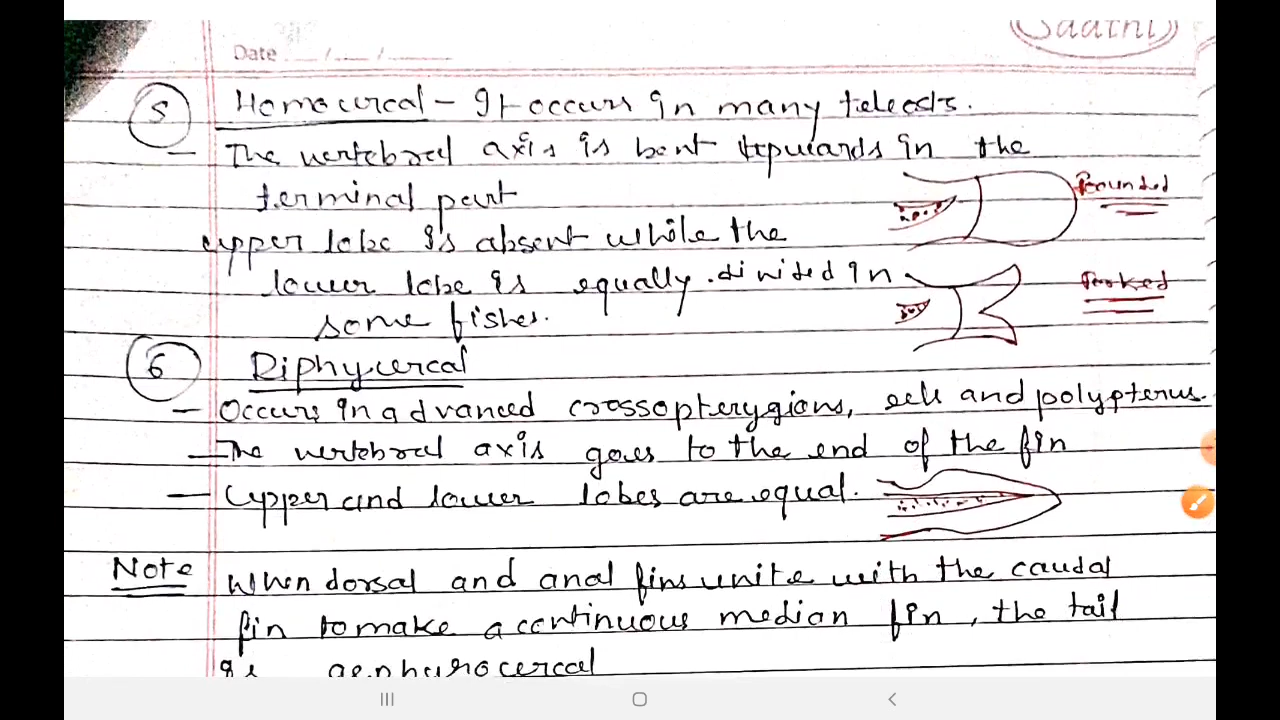 Saathi
Date __/__/__
5 Homocercal - It occurs in many teleosts.
- The vertebral axis is bent upwards in the
terminal part
Rounded
upper lobe is absent while the
lower lobe is equally divided in
Forked
some fishes.
6 Diphycercal
- Occurs in advanced crossopterygians, eels and polypterus.
- The vertebral axis goes to the end of the fin
- Upper and lower lobes are equal.
Note When dorsal and anal fins unite with the caudal
fin to make a continuous median fin, the tail
is gephyrocercal